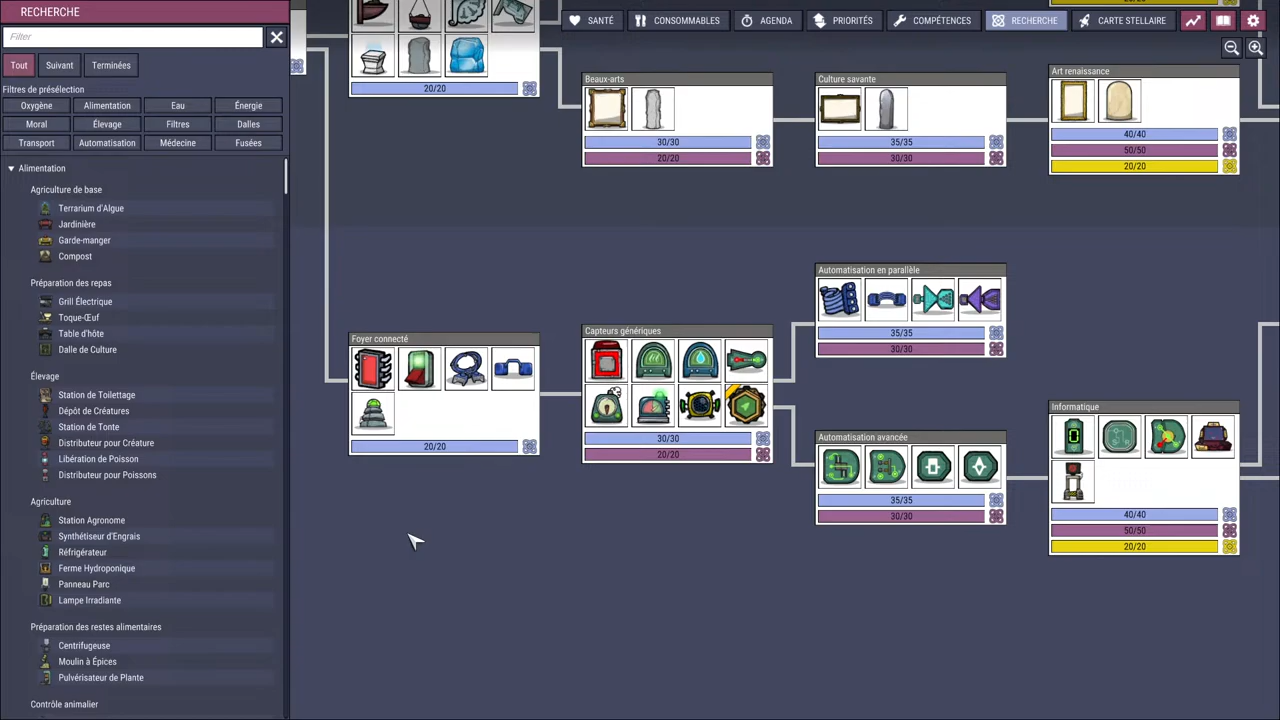 RECHERCHE
SANTÉ
CONSOMMABLES
AGENDA
PRIORITÉS
COMPÉTENCES
RECHERCHE
CARTE STELLAIRE
Filter
Tout
Suivant
Terminées
Filtres de présélection
Oxygène
Alimentation
Eau
Énergie
Moral
Élevage
Filtres
Dalles
Transport
Automatisation
Médecine
Fusées
Alimentation
Agriculture de base
Terrarium d'Algue
Jardinière
Garde-manger
Compost
Préparation des repas
Grill Électrique
Toque-Œuf
Table d'hôte
Dalle de Culture
Élevage
Station de Toilettage
Dépôt de Créatures
Station de Tonte
Distributeur pour Créature
Libération de Poisson
Distributeur pour Poissons
Agriculture
Station Agronome
Synthétiseur d'Engrais
Réfrigérateur
Ferme Hydroponique
Panneau Parc
Lampe Irradiante
Préparation des restes alimentaires
Centrifugeuse
Moulin à Épices
Pulvérisateur de Plante
Contrôle animalier
20/20
Beaux-arts
30/30
20/20
Culture savante
35/35
30/30
Art renaissance
40/40
50/50
20/20
Foyer connecté
20/20
Capteurs génériques
30/30
20/20
Automatisation en parallèle
35/35
30/30
Automatisation avancée
35/35
30/30
Informatique
40/40
50/50
20/20